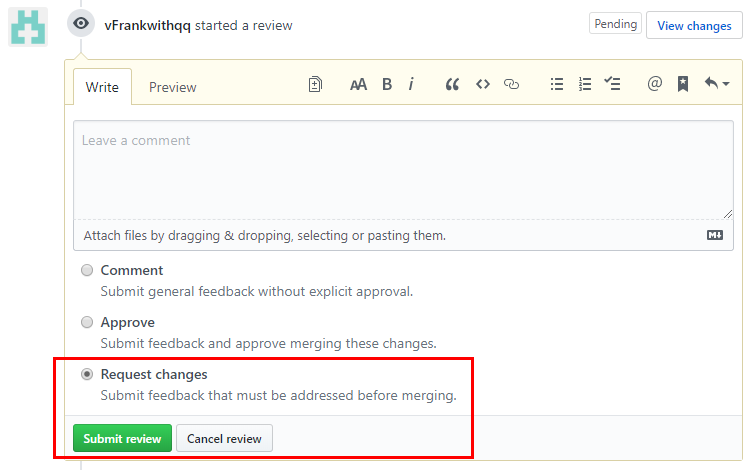 vFrankwithqq started a review
Pending
View changes
Write
Preview
AA B i
@
Leave a comment
Attach files by dragging & dropping, selecting or pasting them.
M
Comment
Submit general feedback without explicit approval.
Approve
Submit feedback and approve merging these changes.
Request changes
Submit feedback that must be addressed before merging.
Submit review
Cancel review